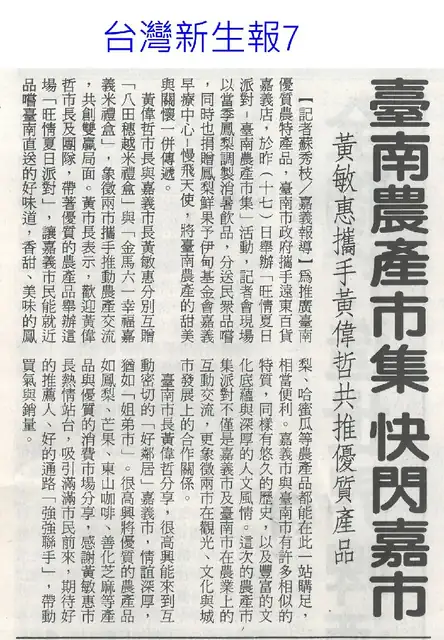 台灣新生報7
臺南農產市集 快閃嘉市
黃敏惠攜手黃偉哲共推優質產品
【記者蘇秀枝／嘉義報導】為推廣臺南
優質農特產品，臺南市政府攜手遠東百貨
嘉義店，於昨（十七）日舉辦「旺情夏日
派對－臺南農產市集」活動，記者會現場
以當季鳳梨調製消暑飲品，分送民眾品嚐
，同時也捐贈鳳梨鮮果予伊甸基金會嘉義
早療中心－慢飛天使，將臺南農產的甜美
與關懷一併傳遞。
黃偉哲市長與嘉義市長黃敏惠分別互贈
「八田穗越米禮盒」與「金馬六一幸福嘉
義米禮盒」，象徵兩市攜手推動農產交流
，共創雙贏局面。黃市長表示，歡迎黃偉
哲市長及團隊，帶著優質的農產品舉辦這
場「旺情夏日派對」，讓嘉義市民能就近
品嚐臺南直送的好味道，香甜、美味的鳳
梨、哈蜜瓜等農產品都能在此一站購足，
相當便利。嘉義市與臺南市有許多相似的
特質，同樣有悠久的歷史，以及豐富的文
化底蘊與深厚的人文風情。這次的農產市
集派對不僅是嘉義市及臺南市在農業上的
互動交流，更象徵兩市在觀光、文化與城
市發展上的合作關係。
臺南市長黃偉哲分享，很高興能來到互
動密切的「好鄰居」嘉義市，情誼深厚，
猶如「姐弟市」。很高興將優質的農產品
如鳳梨、芒果、東山咖啡、善化芝麻等產
品與優質的消費市場分享，感謝黃敏惠市
長熱情站台，吸引滿滿市民前來，期待好
的推薦人、好的通路「強強聯手」，帶動
買氣與銷量。